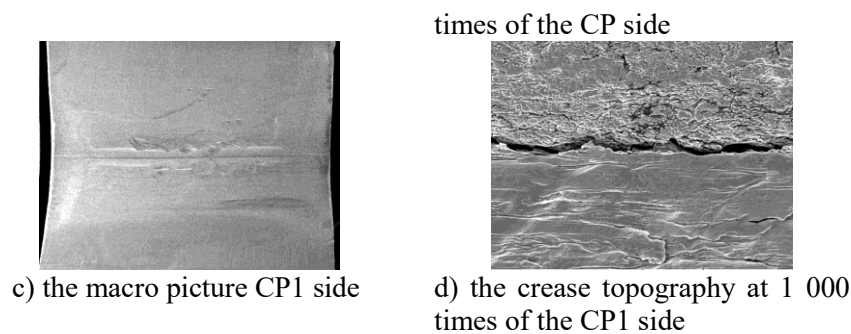 times of the CP side
c) the macro picture CP1 side
d) the crease topography at 1 000
times of the CP1 side